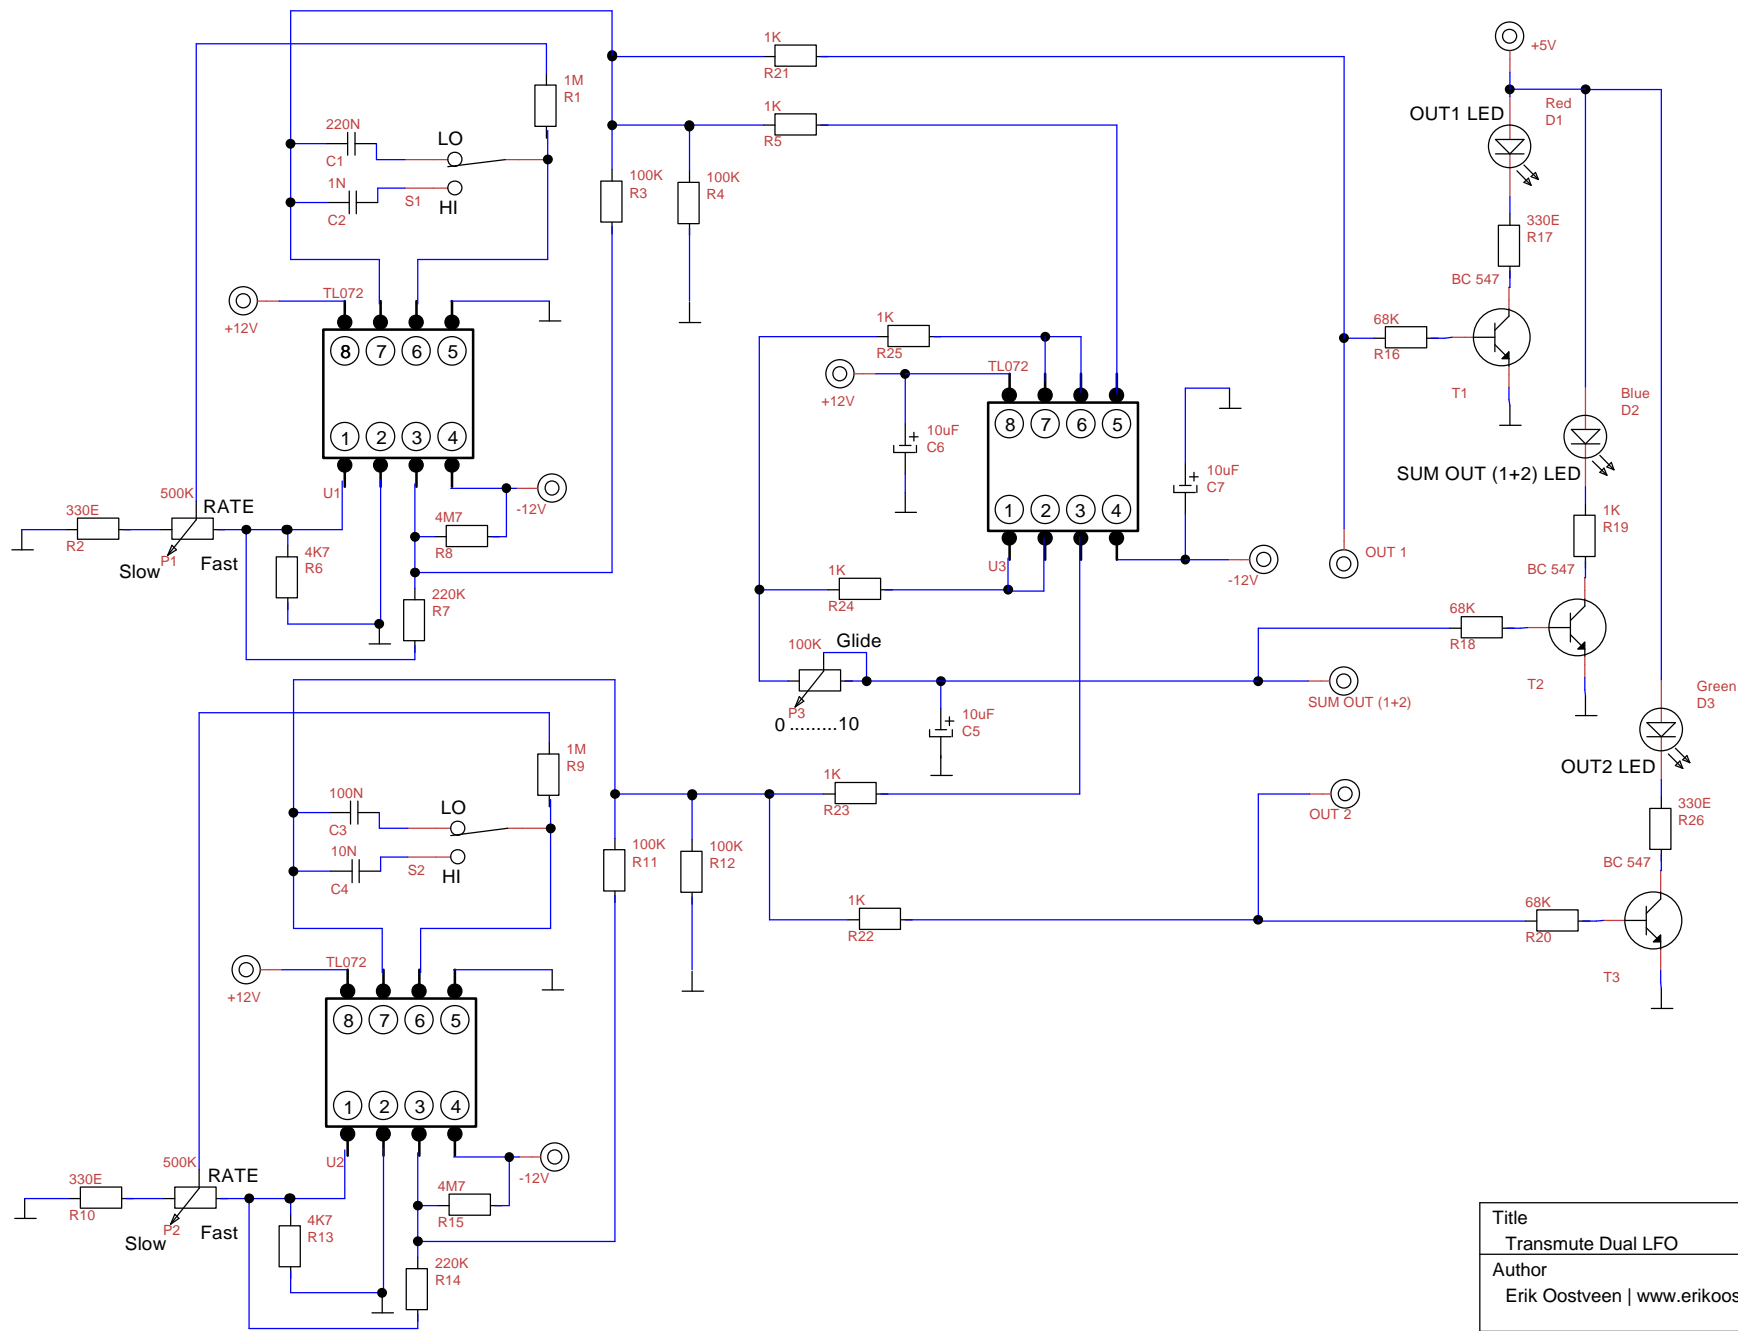 1M
R1
220N
C1
LO
1N
C2
S1
HI
1K
R21
1K
R5
100K
R3
100K
R4
+5V
Red
D1
OUT1 LED
330E
R17
BC 547
68K
R16
T1
TL072
+12V
8 7 6 5
1 2 3 4
U1
-12V
500K
RATE
330E
R2
P1
Slow
Fast
4K7
R6
4M7
R8
220K
R7
1K
R25
TL072
+12V
10uF
C6
8 7 6 5
1 2 3 4
U3
10uF
C7
-12V
1K
R24
Glide
100K
P3
0 .........10
10uF
C5
OUT 1
Blue
D2
SUM OUT (1+2) LED
1K
R19
BC 547
68K
R18
T2
SUM OUT (1+2)
Green
D3
OUT2 LED
330E
R26
BC 547
68K
R20
T3
1M
R9
100N
C3
LO
10N
C4
S2
HI
1K
R23
OUT 2
100K
R11
100K
R12
1K
R22
TL072
+12V
8 7 6 5
1 2 3 4
U2
-12V
500K
RATE
330E
R10
P2
Slow
Fast
4K7
R13
4M7
R15
220K
R14
Title
Transmute Dual LFO
Author
Erik Oostveen | www.erikoos